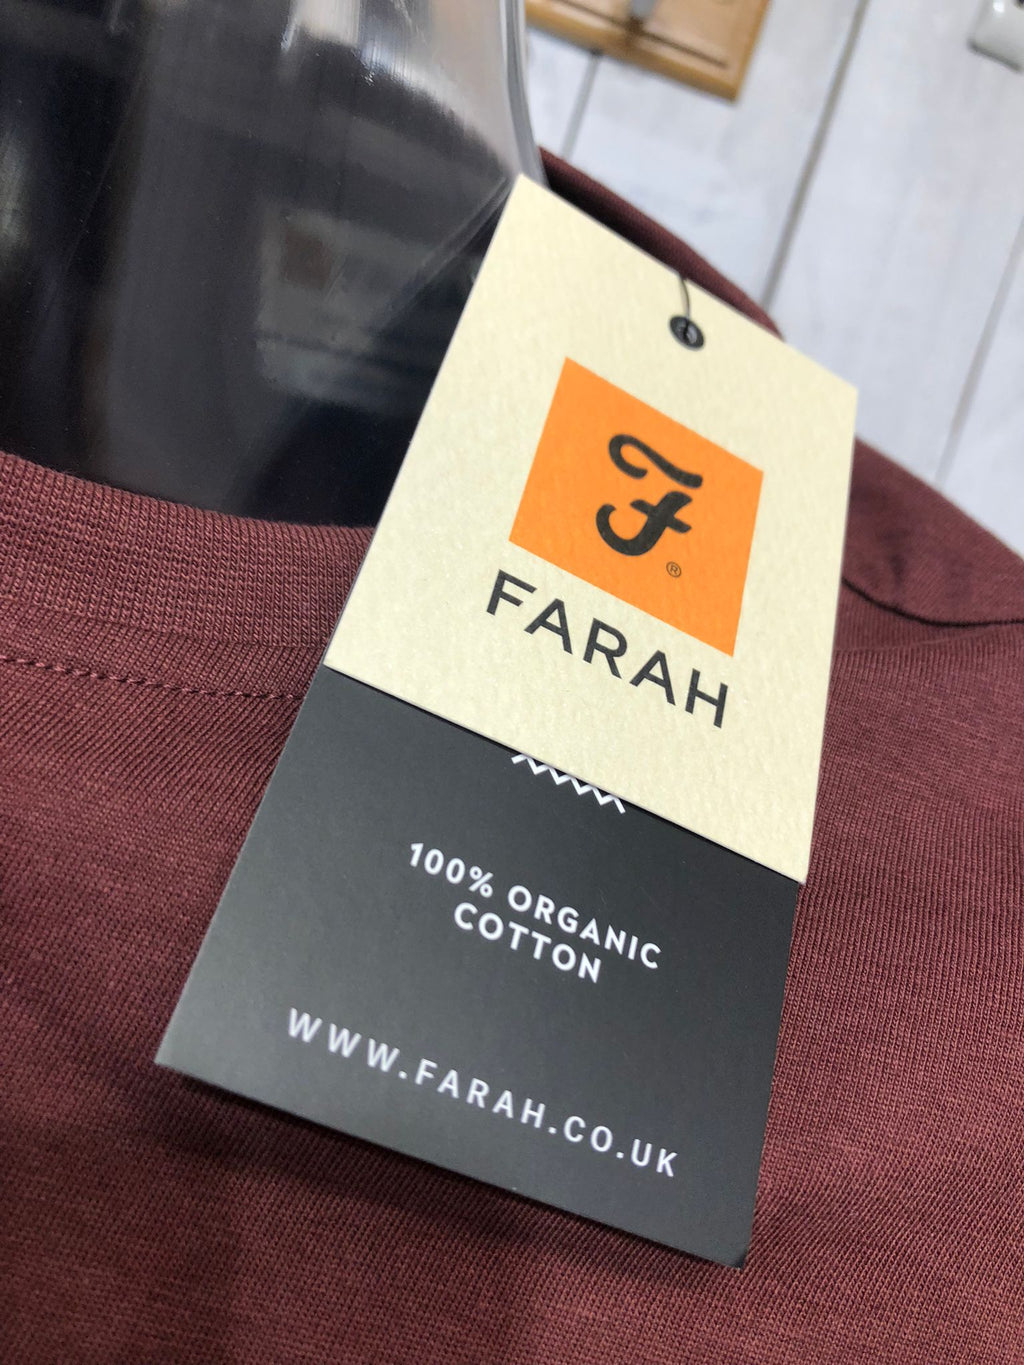 F
®
FARAH
100% ORGANIC
COTTON
WWW.FARAH.CO.UK